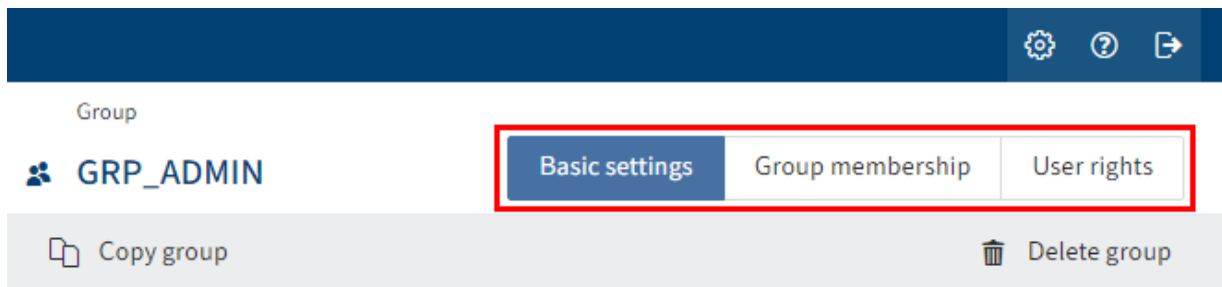 Group
GRP_ADMIN
Basic settings
Group membership
User rights
Copy group
Delete group